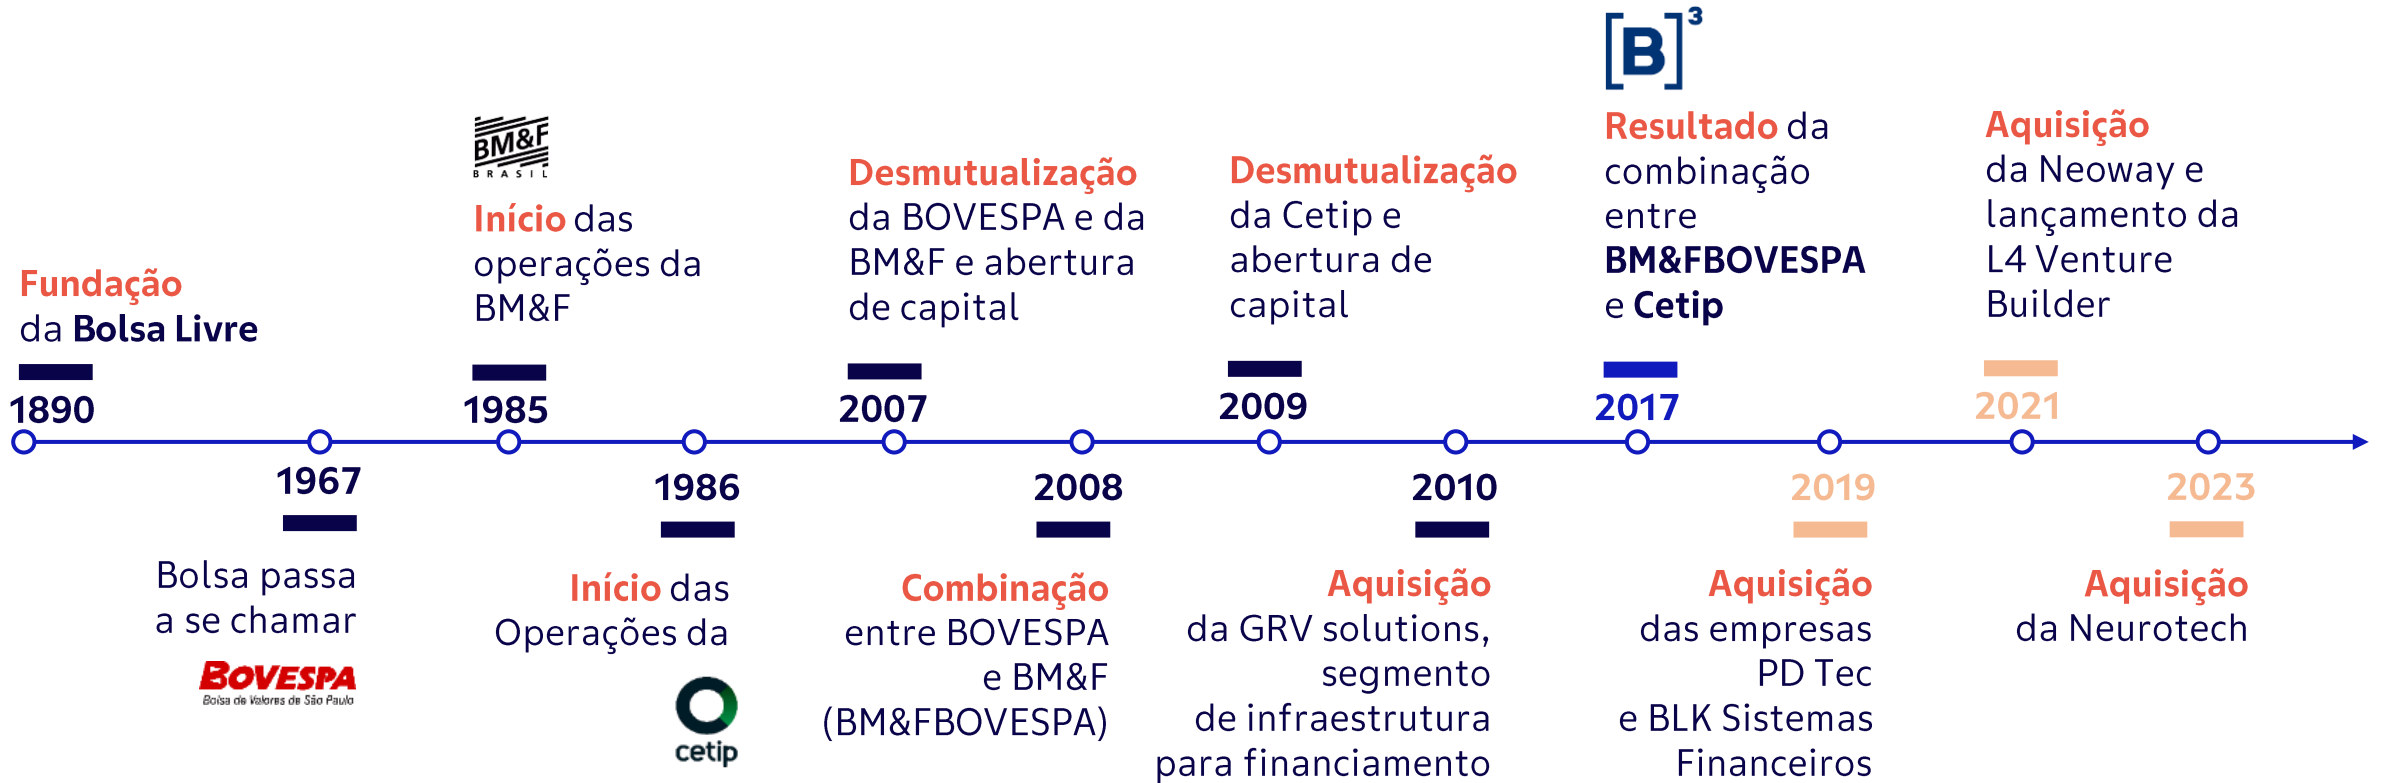 Fundação
da Bolsa Livre
1890
1967
Bolsa passa
a se chamar
BOVESPA
Bolsa de Valores de São Paulo
BM&F
BRASIL
Início das
operações da
BM&F
1985
1986
Início das
Operações da
cetip
Desmutualização
da BOVESPA e da
BM&F e abertura
de capital
2007
2008
Combinação
entre BOVESPA
e BM&F
(BM&FBOVESPA)
Desmutualização
da Cetip e
abertura de
capital
2009
2010
Aquisição
da GRV solutions,
segmento
de infraestrutura
para financiamento
[B]³
Resultado da
combinação
entre
BM&FBOVESPA
e Cetip
2017
2019
Aquisição
das empresas
PD Tec
e BLK Sistemas
Financeiros
Aquisição
da Neoway e
lançamento da
L4 Venture
Builder
2021
2023
Aquisição
da Neurotech